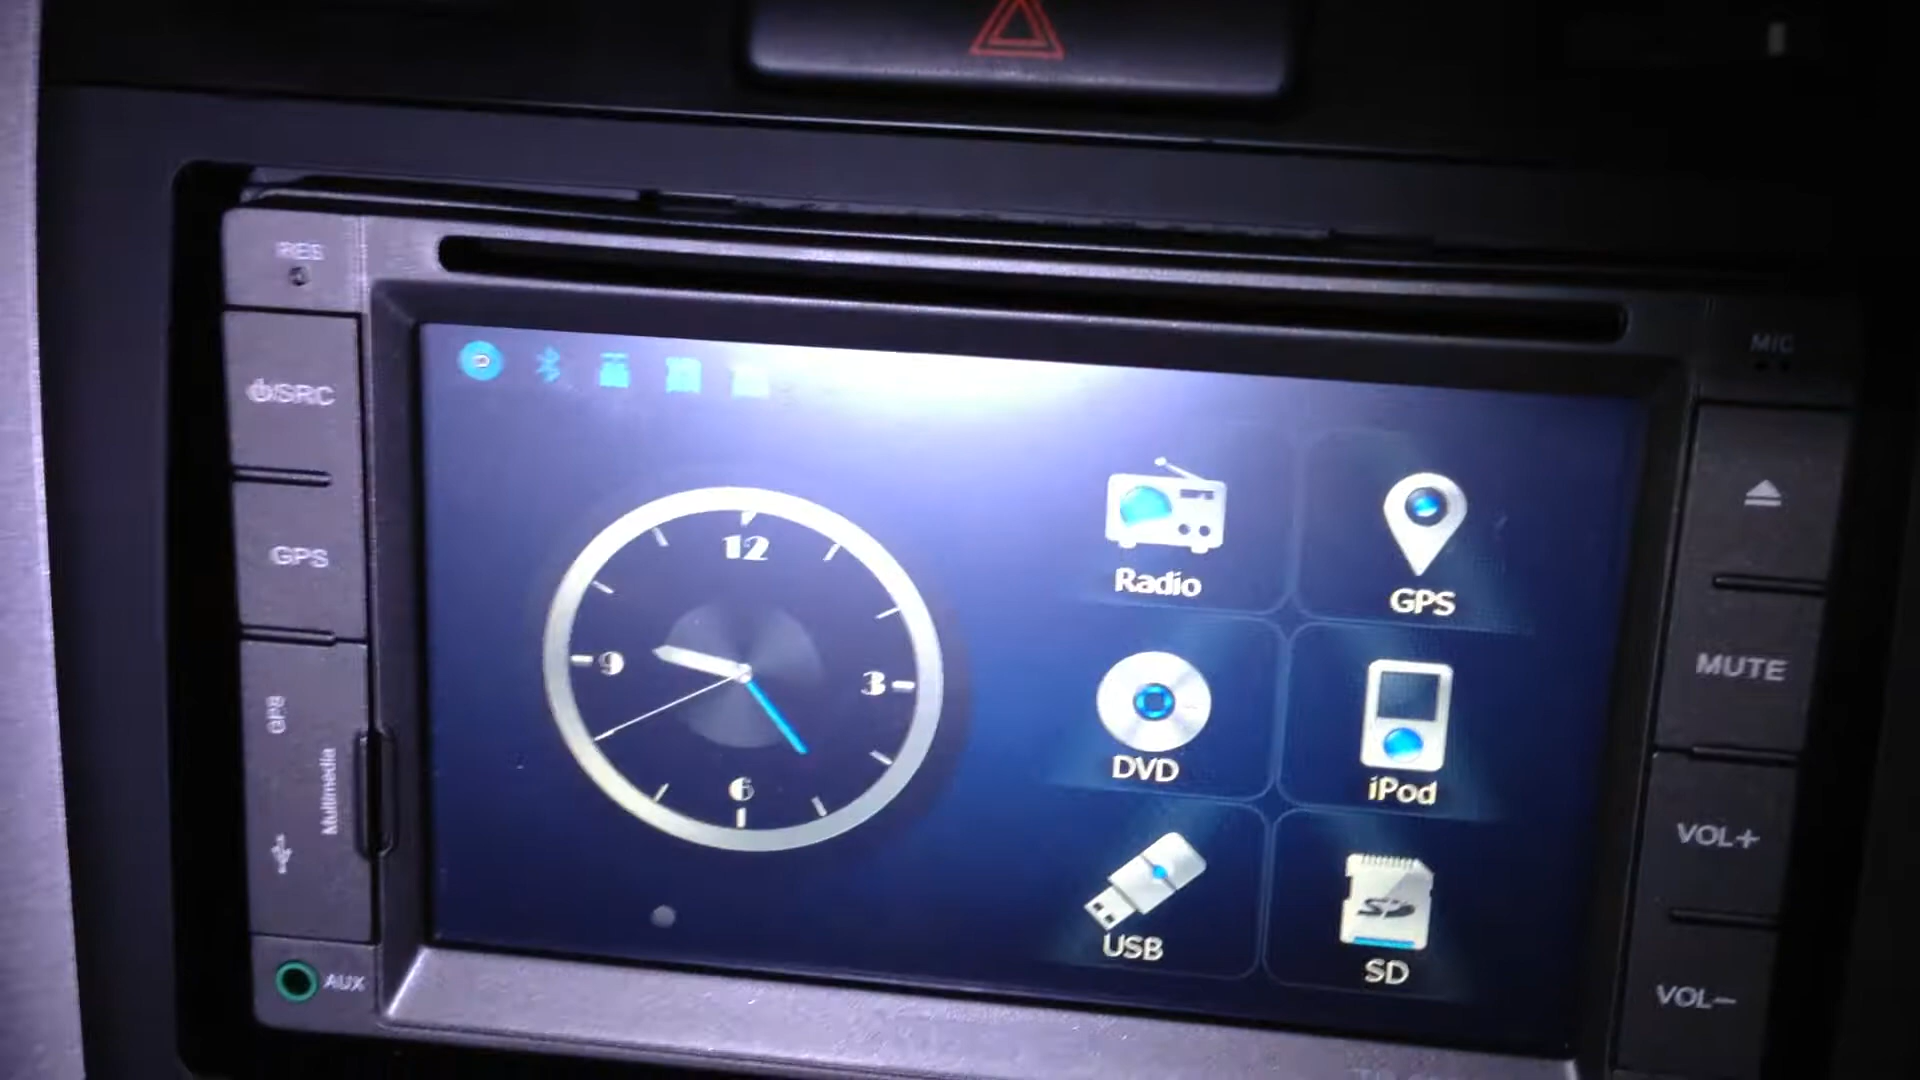 RES
MIC
SRC
GPS
GPS
Multimedia
AUX
12
9
3
6
Radio
GPS
DVD
iPod
USB
SD
SD
MUTE
VOL+
VOL-